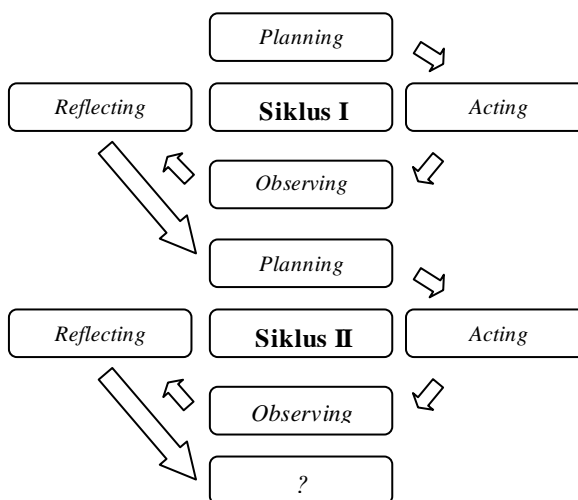 Planning
Reflecting
Siklus I
Acting
Observing
Planning
Reflecting
Siklus II
Acting
Observing
?